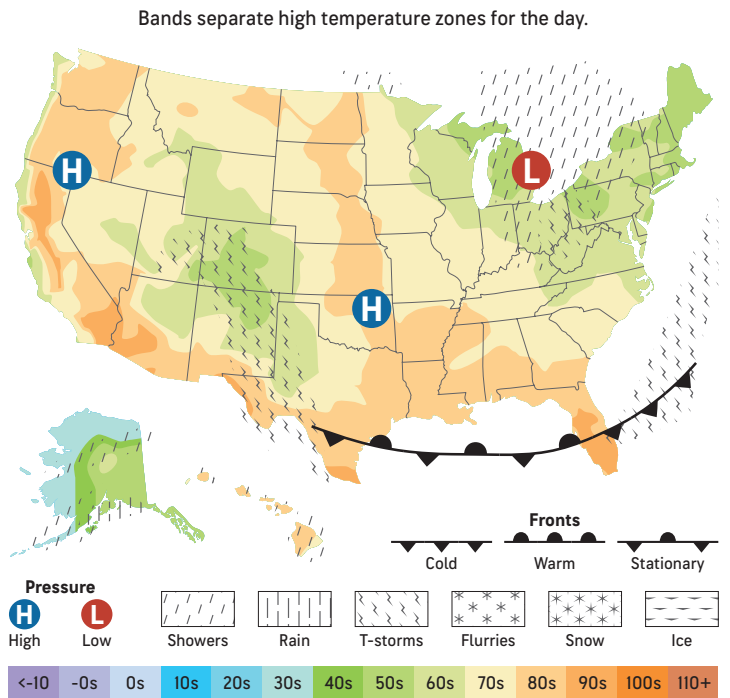 Bands separate high temperature zones for the day.
H
L
H
Fronts
Cold Warm Stationary
Pressure
H L
High Low Showers Rain T-storms Flurries Snow Ice
<-10 -0s 0s 10s 20s 30s 40s 50s 60s 70s 80s 90s 100s 110+